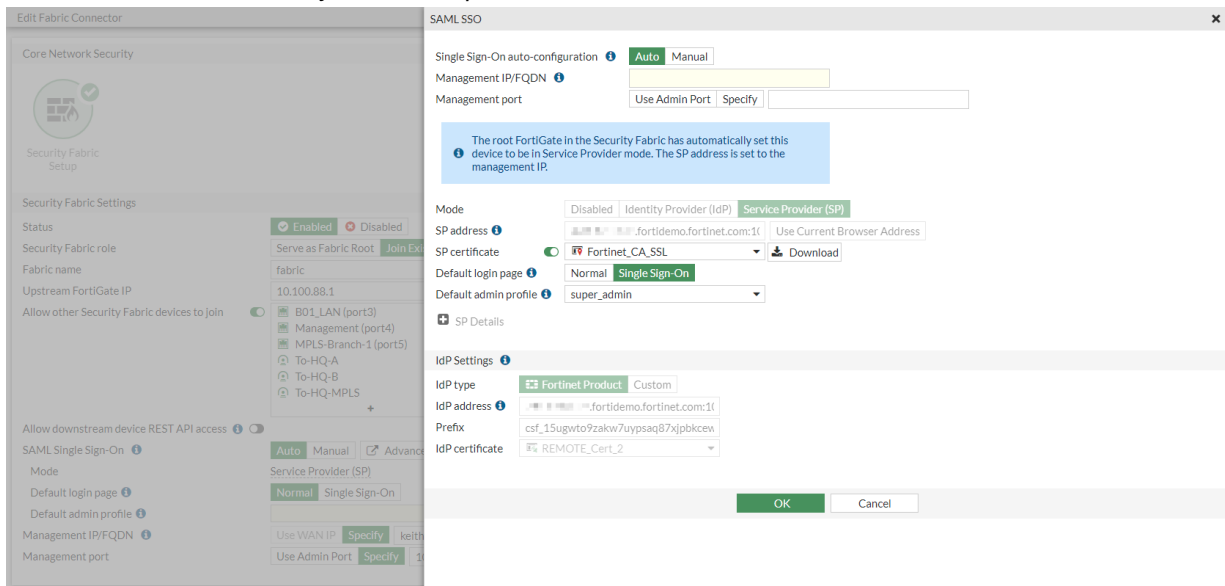 Edit Fabric Connector
Core Network Security
Security Fabric
Setup
Security Fabric Settings
Status Enabled Disabled
Security Fabric role Serve as Fabric Root Join Exi
Fabric name fabric
Upstream FortiGate IP 10.100.88.1
Allow other Security Fabric devices to join B01_LAN (port3)
Management (port4)
MPLS-Branch-1 (port5)
To-HQ-A
To-HQ-B
To-HQ-MPLS
+
Allow downstream device REST API access
SAML Single Sign-On Auto Manual Advance
Mode Service Provider (SP)
Default login page Normal Single Sign-On
Default admin profile
Management IP/FQDN Use WAN IP Specify keith
Management port Use Admin Port Specify 10
SAML SSO
Single Sign-On auto-configuration Auto Manual
Management IP/FQDN
Management port Use Admin Port Specify
The root FortiGate in the Security Fabric has automatically set this
device to be in Service Provider mode. The SP address is set to the
management IP.
Mode Disabled Identity Provider (IdP) Service Provider (SP)
SP address .fortidemo.fortinet.com:1( Use Current Browser Address
SP certificate Fortinet_CA_SSL Download
Default login page Normal Single Sign-On
Default admin profile super_admin
SP Details
IdP Settings
IdP type Fortinet Product Custom
IdP address .fortidemo.fortinet.com:1(
Prefix csf_15ugwto9zakw7uypsaq87xjpbkcew
IdP certificate REMOTE_Cert_2
OK Cancel